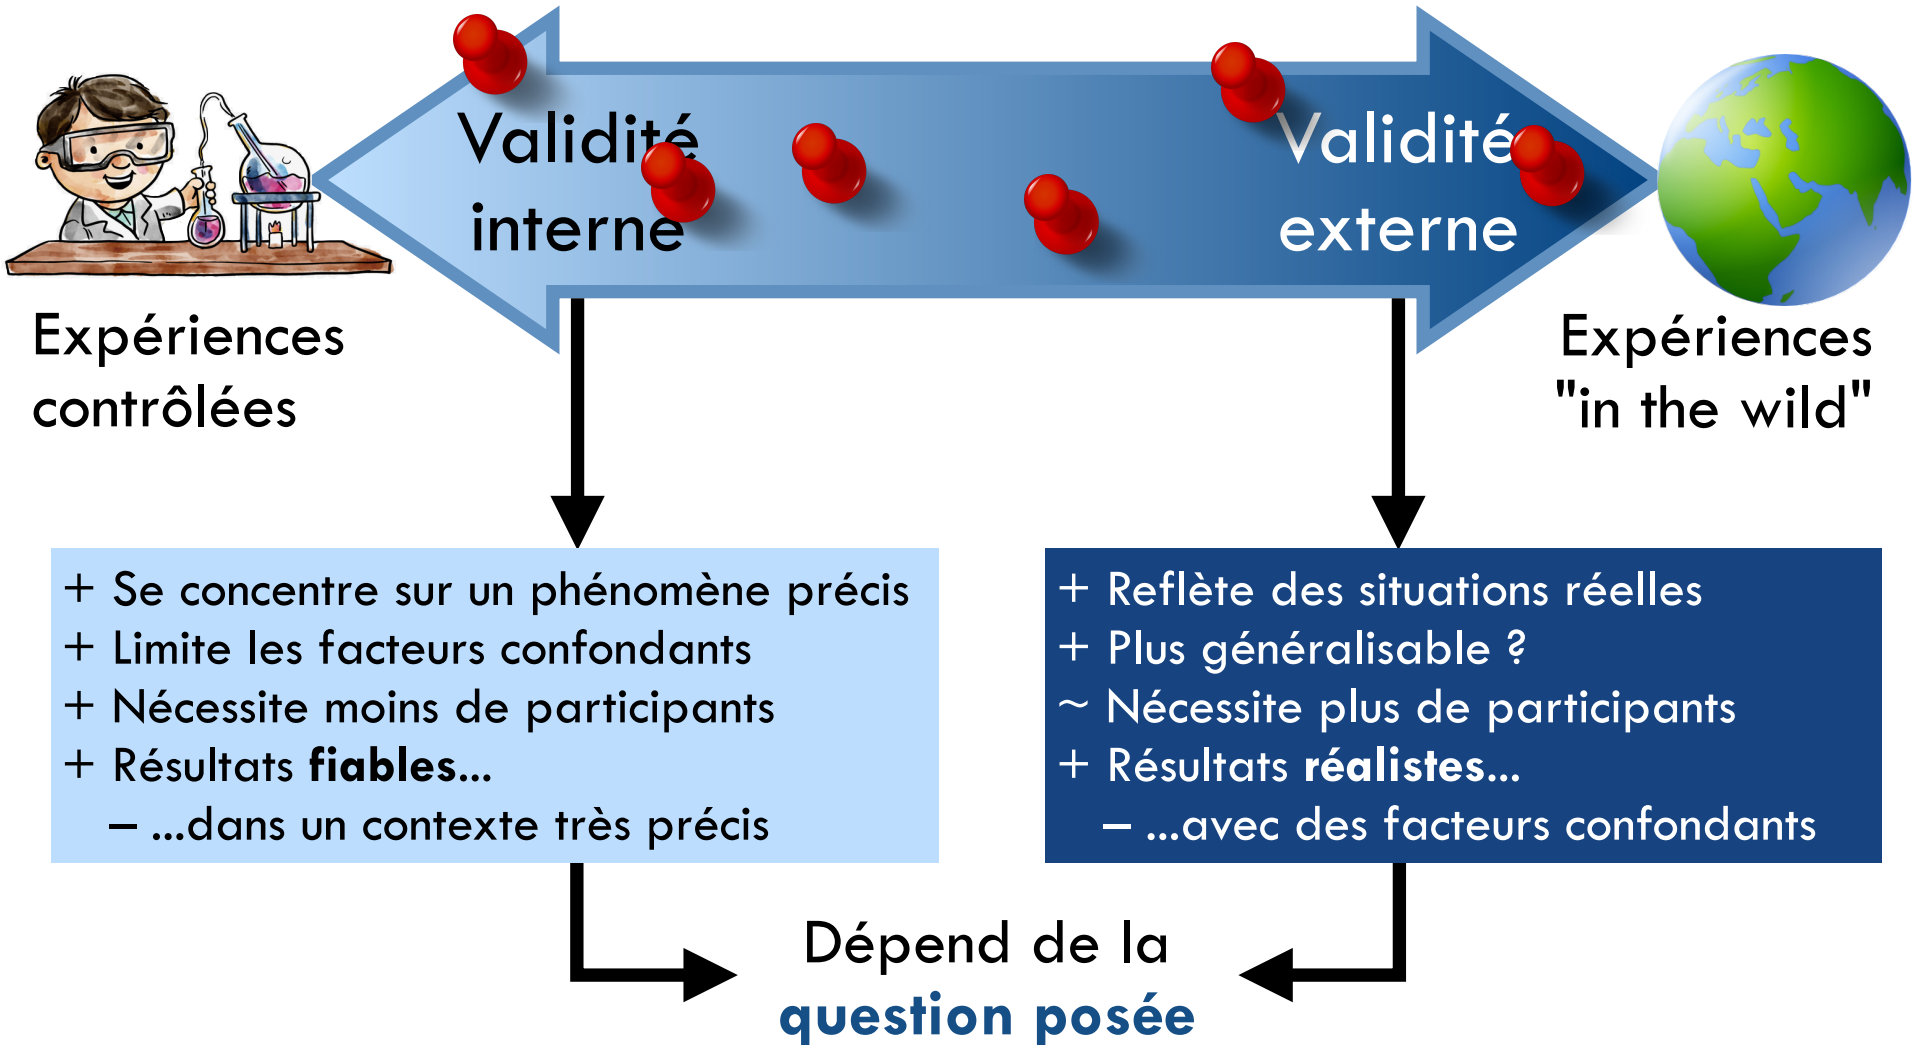 Validité
interne
Validité
externe
Expériences
contrôlées
Expériences
"in the wild"
+ Se concentre sur un phénomène précis
+ Limite les facteurs confondants
+ Nécessite moins de participants
+ Résultats fiables...
– ...dans un contexte très précis
+ Reflète des situations réelles
+ Plus généralisable ?
~ Nécessite plus de participants
+ Résultats réalistes...
– ...avec des facteurs confondants
Dépend de la
question posée